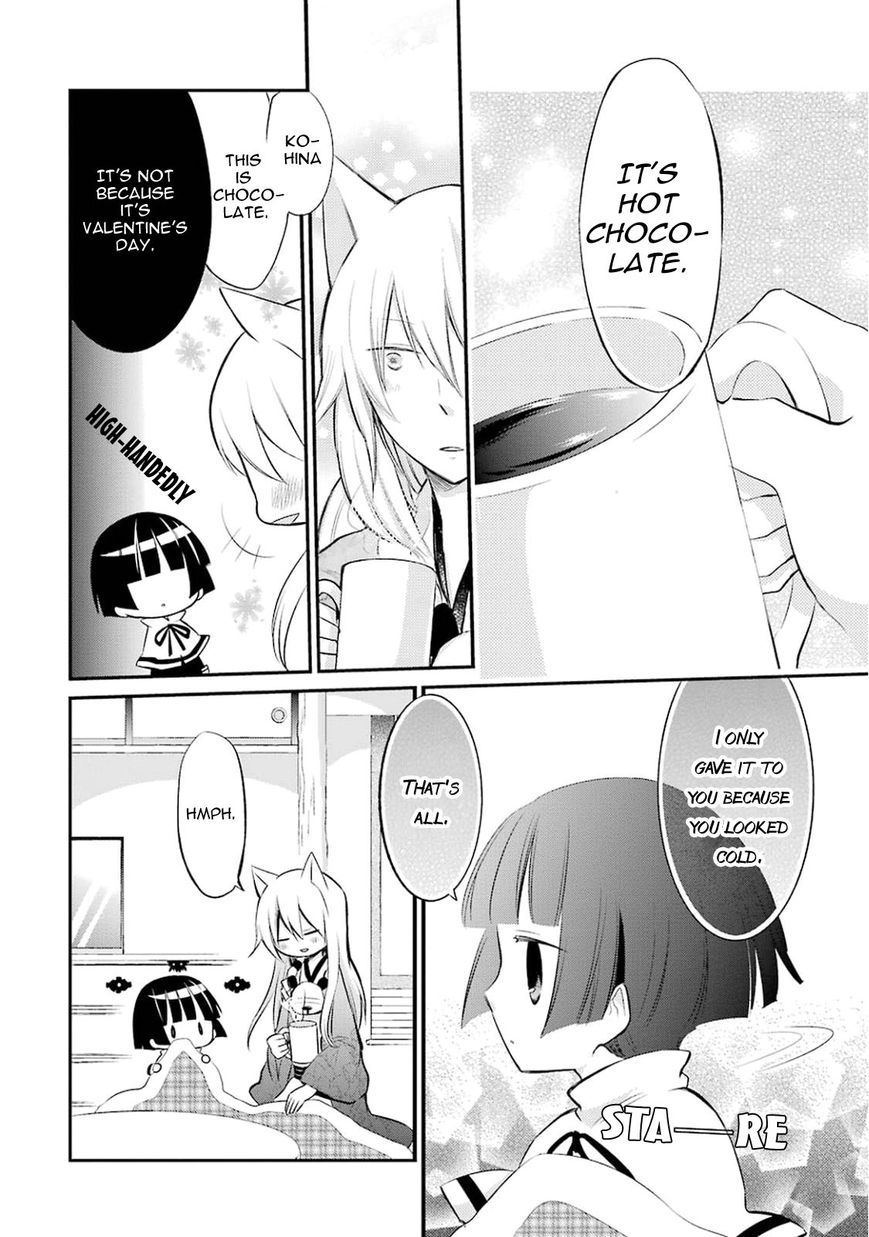 IT'S
HOT
CHOCO-
LATE.
KO-
HINA
THIS
IS
CHOCO-
LATE.
IT'S NOT
BECAUSE
IT'S
VALENTINE'S
DAY.
HIGH-HANDEDLY
I ONLY
GAVE IT TO
YOU BECAUSE
YOU LOOKED
COLD.
THAT'S
ALL.
STA—RE
HMPH.